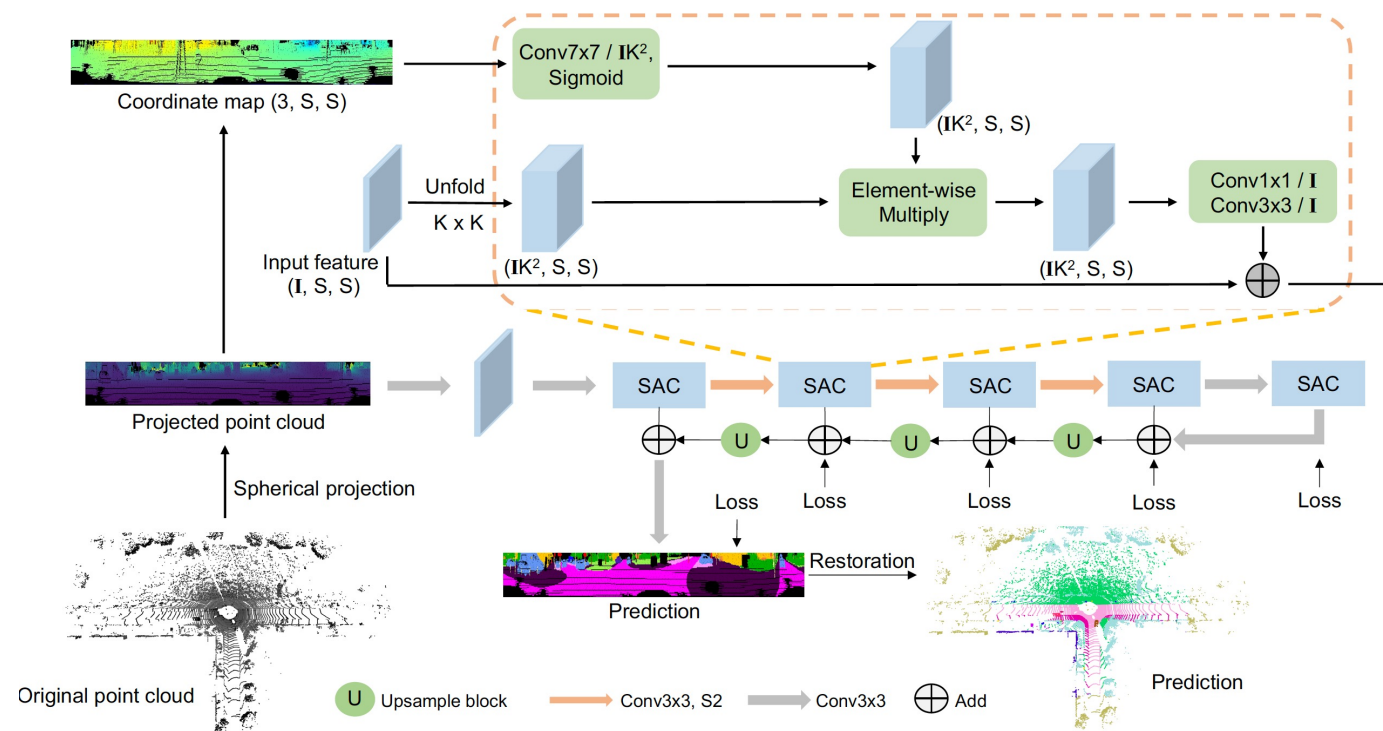 Conv7x7 / IK², Sigmoid
Coordinate map (3, S, S)
(IK², S, S)
Unfold
K x K
Element-wise
Multiply
Conv1x1 / I
Conv3x3 / I
Input feature
(I, S, S)
(IK², S, S)
(IK², S, S)
SAC
SAC
SAC
SAC
SAC
Projected point cloud
U
U
U
Spherical projection
Loss
Loss
Loss
Loss
Loss
Restoration
Prediction
Original point cloud
Prediction
U
Upsample block
Conv3x3, S2
Conv3x3
Add